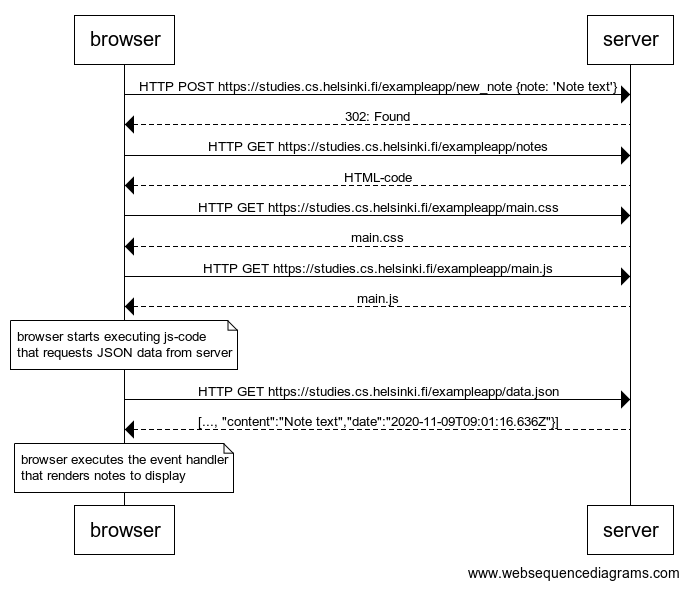 browser
server
HTTP POST https://studies.cs.helsinki.fi/exampleapp/new_note {note: 'Note text'}
302: Found
HTTP GET https://studies.cs.helsinki.fi/exampleapp/notes
HTML-code
HTTP GET https://studies.cs.helsinki.fi/exampleapp/main.css
main.css
HTTP GET https://studies.cs.helsinki.fi/exampleapp/main.js
main.js
browser starts executing js-code
that requests JSON data from server
HTTP GET https://studies.cs.helsinki.fi/exampleapp/data.json
[..., "content":"Note text","date":"2020-11-09T09:01:16.636Z"}]
browser executes the event handler
that renders notes to display
browser
server
www.websequencediagrams.com